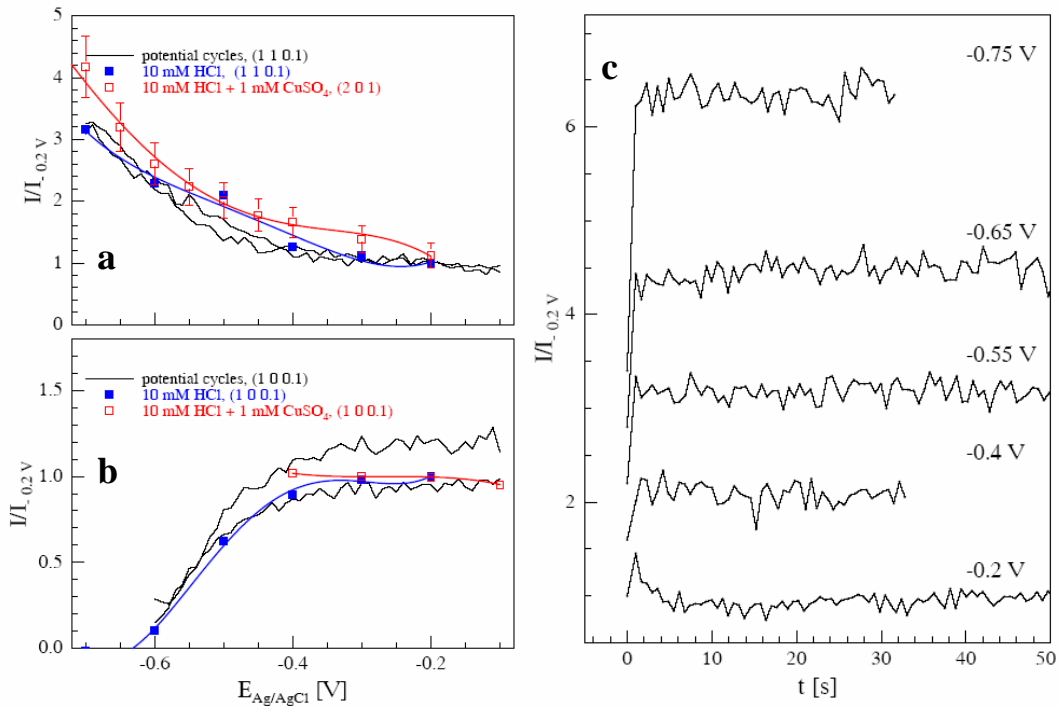 a
5
4
3
2
1
0
I/I- 0.2 V
potential cycles, (1 1 0.1)
10 mM HCl, (1 1 0.1)
10 mM HCl + 1 mM CuSO4, (2 0 1)
b
1.5
1.0
0.5
0.0
I/I- 0.2 V
potential cycles, (1 0 0.1)
10 mM HCl, (1 0 0.1)
10 mM HCl + 1 mM CuSO4, (1 0 0.1)
-0.6
-0.4
-0.2
EAg/AgCl [V]
c
6
4
2
I/I- 0.2 V
-0.75 V
-0.65 V
-0.55 V
-0.4 V
-0.2 V
0
10
20
30
40
50
t [s]